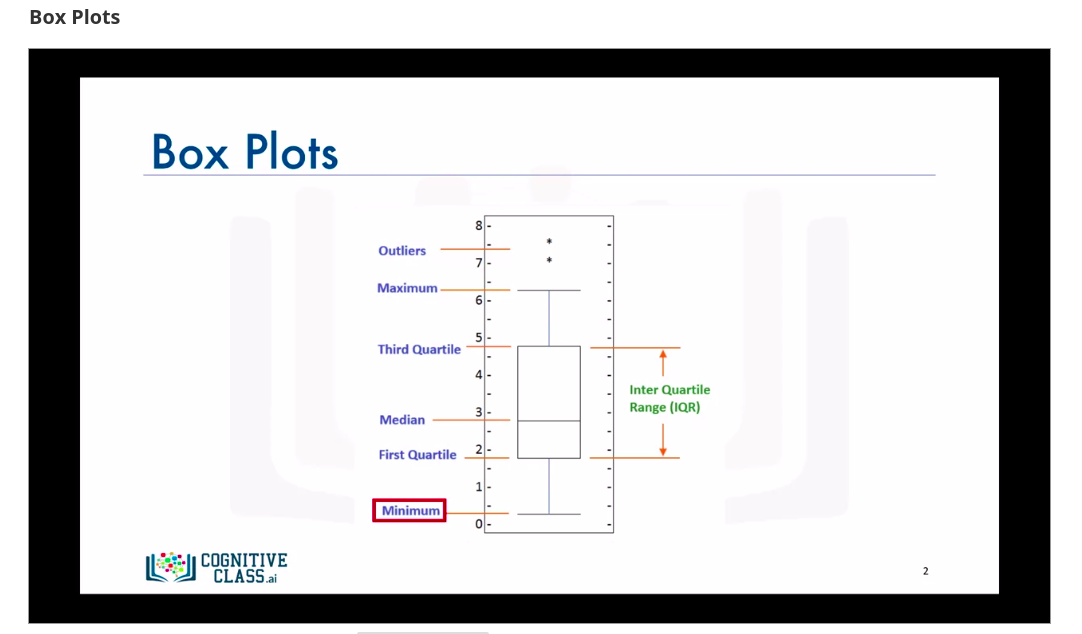 Box Plots
Box Plots
8
Outliers
* 
*
7
Maximum
6
5
Third Quartile
4
Inter Quartile
Range (IQR)
3
Median
2
First Quartile
1
Minimum
0
COGNITIVE
CLASS.ai
2